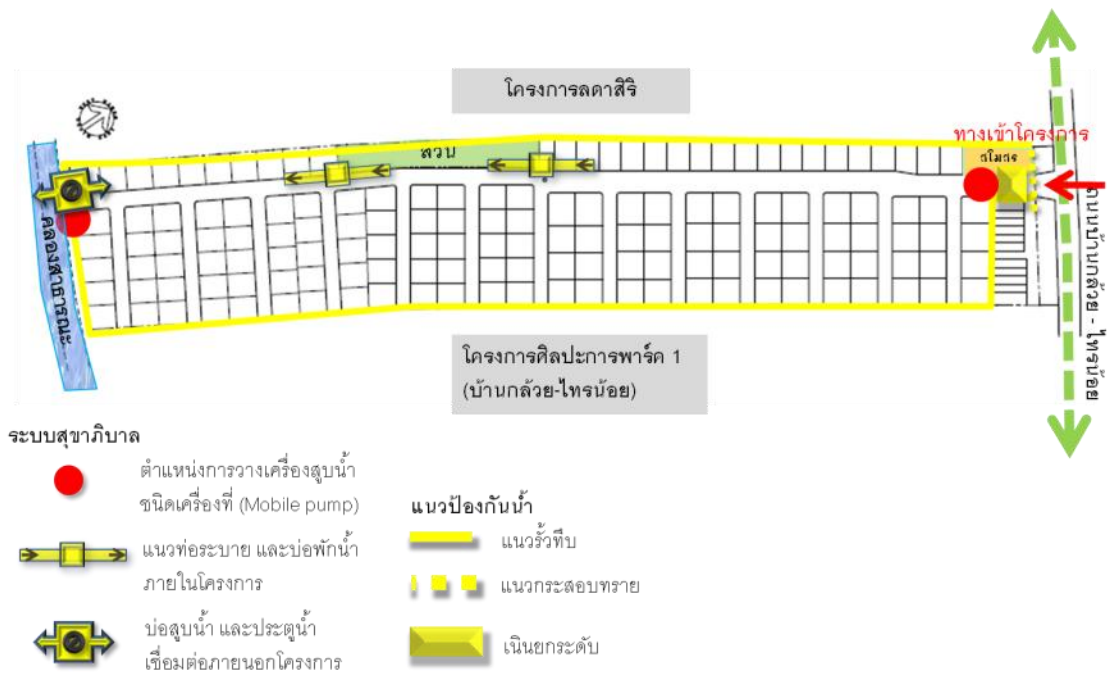 โครงการลดาสิริ
ทางเข้าโครงการ
สวน
สโมสร
คลองสาธารณะ
ถนนบ้านกล้วย - ไทรน้อย
โครงการศิลปะการพาร์ค 1
(บ้านกล้วย-ไทรน้อย)
ระบบสุขาภิบาล
ตำแหน่งการวางเครื่องสูบน้ำ
ชนิดเครื่องที่ (Mobile pump)
แนวท่อระบาย และบ่อพักน้ำ
ภายในโครงการ
บ่อสูบน้ำ และประตูน้ำ
เชื่อมต่อภายนอกโครงการ
แนวป้องกันน้ำ
แนวรั้วทึบ
แนวกระสอบทราย
เนินยกระดับ